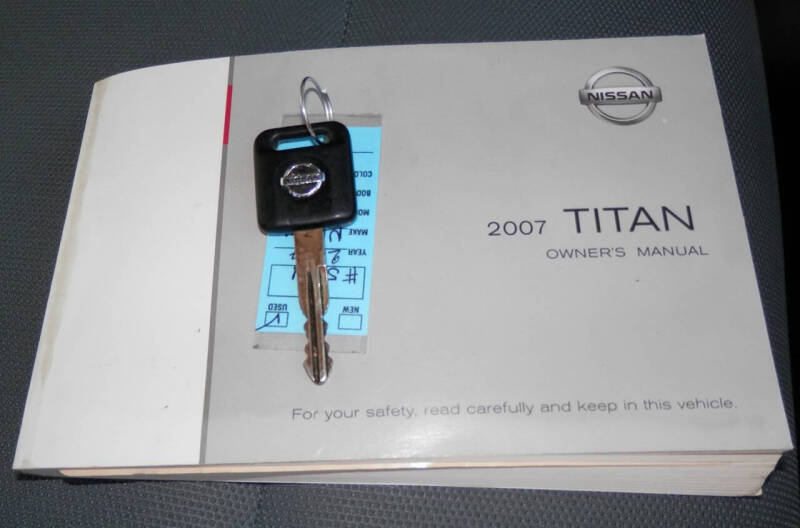 NISSAN
2007 TITAN
OWNER'S MANUAL
For your safety, read carefully and keep in this vehicle.
NISSAN
NEW
USED
YEAR
MAKE